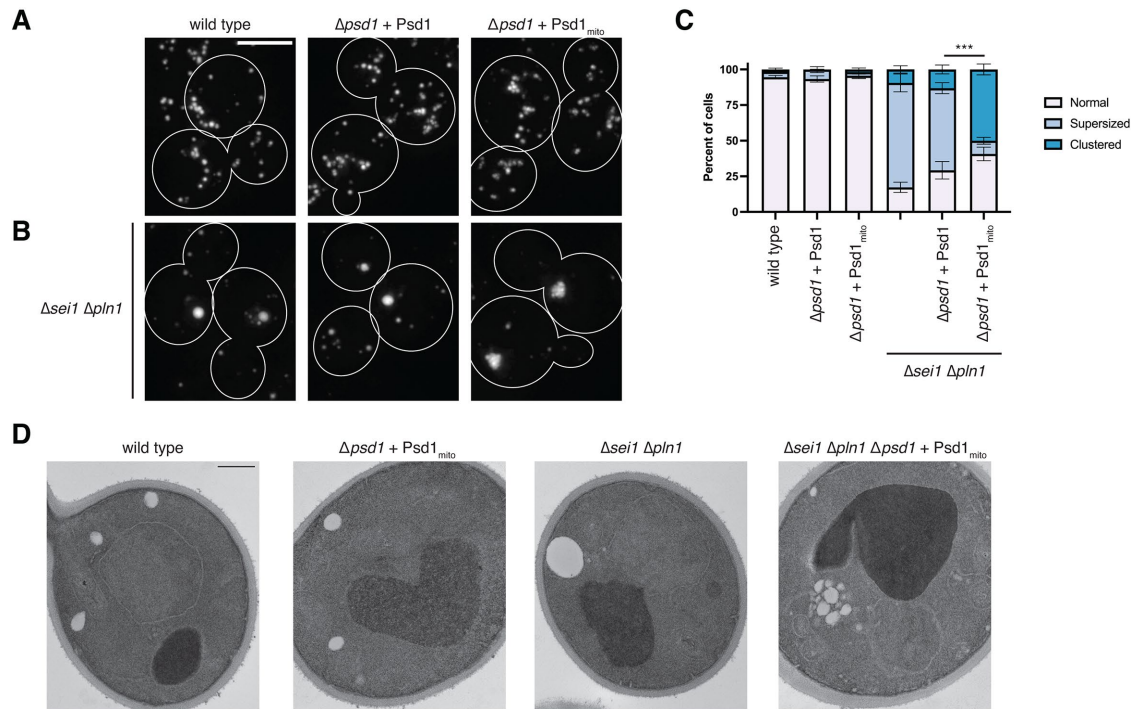 A
wild type
Δpsd1 + Psd1
Δpsd1 + Psd1mito
B
Δsei1 Δpln1
C
***
100
75
50
25
0
Percent of cells
Normal
Supersized
Clustered
wild type
Δpsd1 + Psd1
Δpsd1 + Psd1mito
Δpsd1 + Psd1
Δpsd1 + Psd1mito
Δsei1 Δpln1
D
wild type
Δpsd1 + Psd1mito
Δsei1 Δpln1
Δsei1 Δpln1 Δpsd1 + Psd1mito